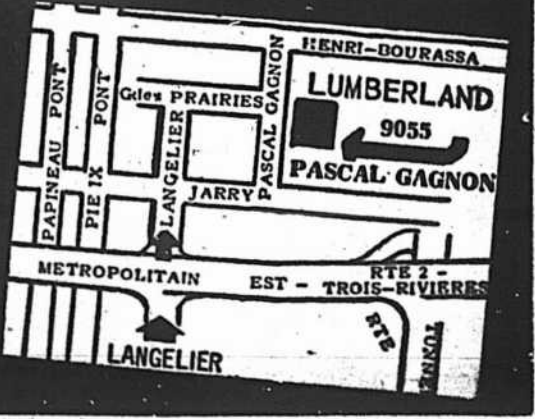 HENRI-BOURASSA
PAPINEAU PONT
PIE IX PONT
Gdes PRAIRIES
LANGELIER
PASCAL GAGNON
LUMBERLAND
9055
PASCAL GAGNON
JARRY
METROPOLITAIN EST -
RTE 2 -
TROIS-RIVIERES
RTE
LANGELIER